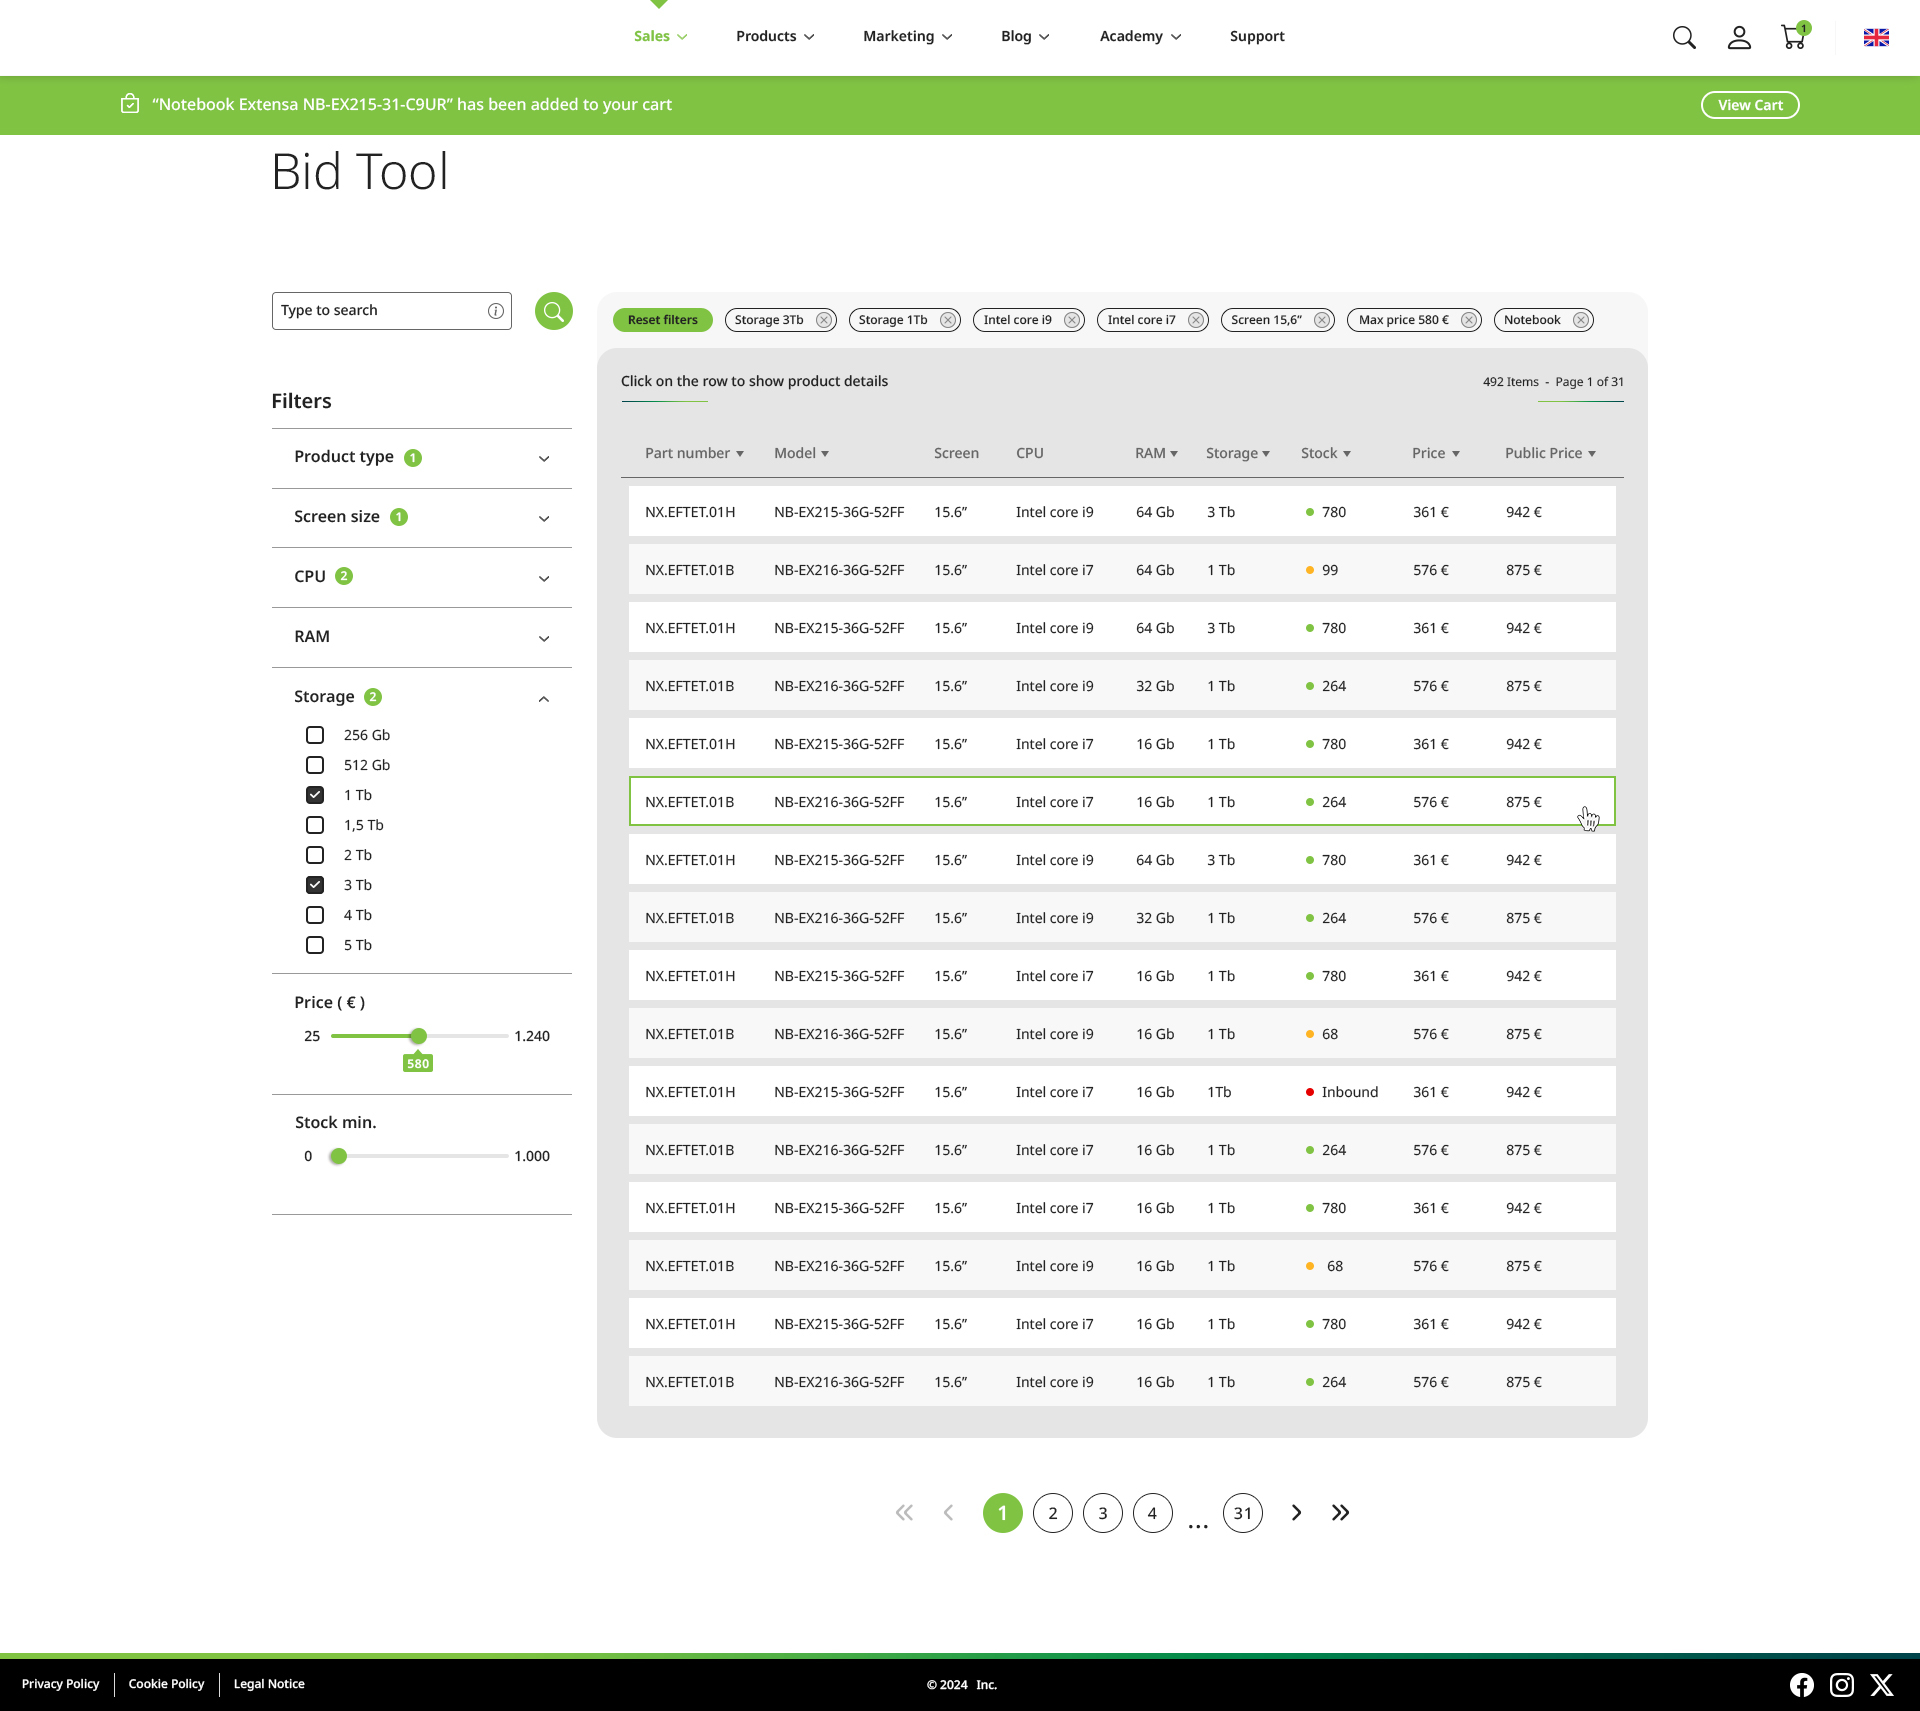 Sales Products Marketing Blog Academy Support 1
“Notebook Extensa NB-EX215-31-C9UR” has been added to your cart View Cart
Bid Tool
Type to search i
Reset filters Storage 3Tb Storage 1Tb Intel core i9 Intel core i7 Screen 15,6” Max price 580 € Notebook
Click on the row to show product details 492 Items - Page 1 of 31
Filters
Product type 1
Screen size 1
CPU 2
RAM
Storage 2
256 Gb
512 Gb
1 Tb
1,5 Tb
2 Tb
3 Tb
4 Tb
5 Tb
Price ( € )
25 1.240
580
Stock min.
0 1.000
Part number Model Screen CPU RAM Storage Stock Price Public Price
NX.EFTET.01H NB-EX215-36G-52FF 15.6” Intel core i9 64 Gb 3 Tb 780 361 € 942 €
NX.EFTET.01B NB-EX216-36G-52FF 15.6” Intel core i7 64 Gb 1 Tb 99 576 € 875 €
NX.EFTET.01H NB-EX215-36G-52FF 15.6” Intel core i9 64 Gb 3 Tb 780 361 € 942 €
NX.EFTET.01B NB-EX216-36G-52FF 15.6” Intel core i9 32 Gb 1 Tb 264 576 € 875 €
NX.EFTET.01H NB-EX215-36G-52FF 15.6” Intel core i7 16 Gb 1 Tb 780 361 € 942 €
NX.EFTET.01B NB-EX216-36G-52FF 15.6” Intel core i7 16 Gb 1 Tb 264 576 € 875 €
NX.EFTET.01H NB-EX215-36G-52FF 15.6” Intel core i9 64 Gb 3 Tb 780 361 € 942 €
NX.EFTET.01B NB-EX216-36G-52FF 15.6” Intel core i9 32 Gb 1 Tb 264 576 € 875 €
NX.EFTET.01H NB-EX215-36G-52FF 15.6” Intel core i7 16 Gb 1 Tb 780 361 € 942 €
NX.EFTET.01B NB-EX216-36G-52FF 15.6” Intel core i9 16 Gb 1 Tb 68 576 € 875 €
NX.EFTET.01H NB-EX215-36G-52FF 15.6” Intel core i7 16 Gb 1Tb Inbound 361 € 942 €
NX.EFTET.01B NB-EX216-36G-52FF 15.6” Intel core i7 16 Gb 1 Tb 264 576 € 875 €
NX.EFTET.01H NB-EX215-36G-52FF 15.6” Intel core i7 16 Gb 1 Tb 780 361 € 942 €
NX.EFTET.01B NB-EX216-36G-52FF 15.6” Intel core i9 16 Gb 1 Tb 68 576 € 875 €
NX.EFTET.01H NB-EX215-36G-52FF 15.6” Intel core i7 16 Gb 1 Tb 780 361 € 942 €
NX.EFTET.01B NB-EX216-36G-52FF 15.6” Intel core i9 16 Gb 1 Tb 264 576 € 875 €
1 2 3 4 ... 31
Privacy Policy Cookie Policy Legal Notice © 2024 Inc.